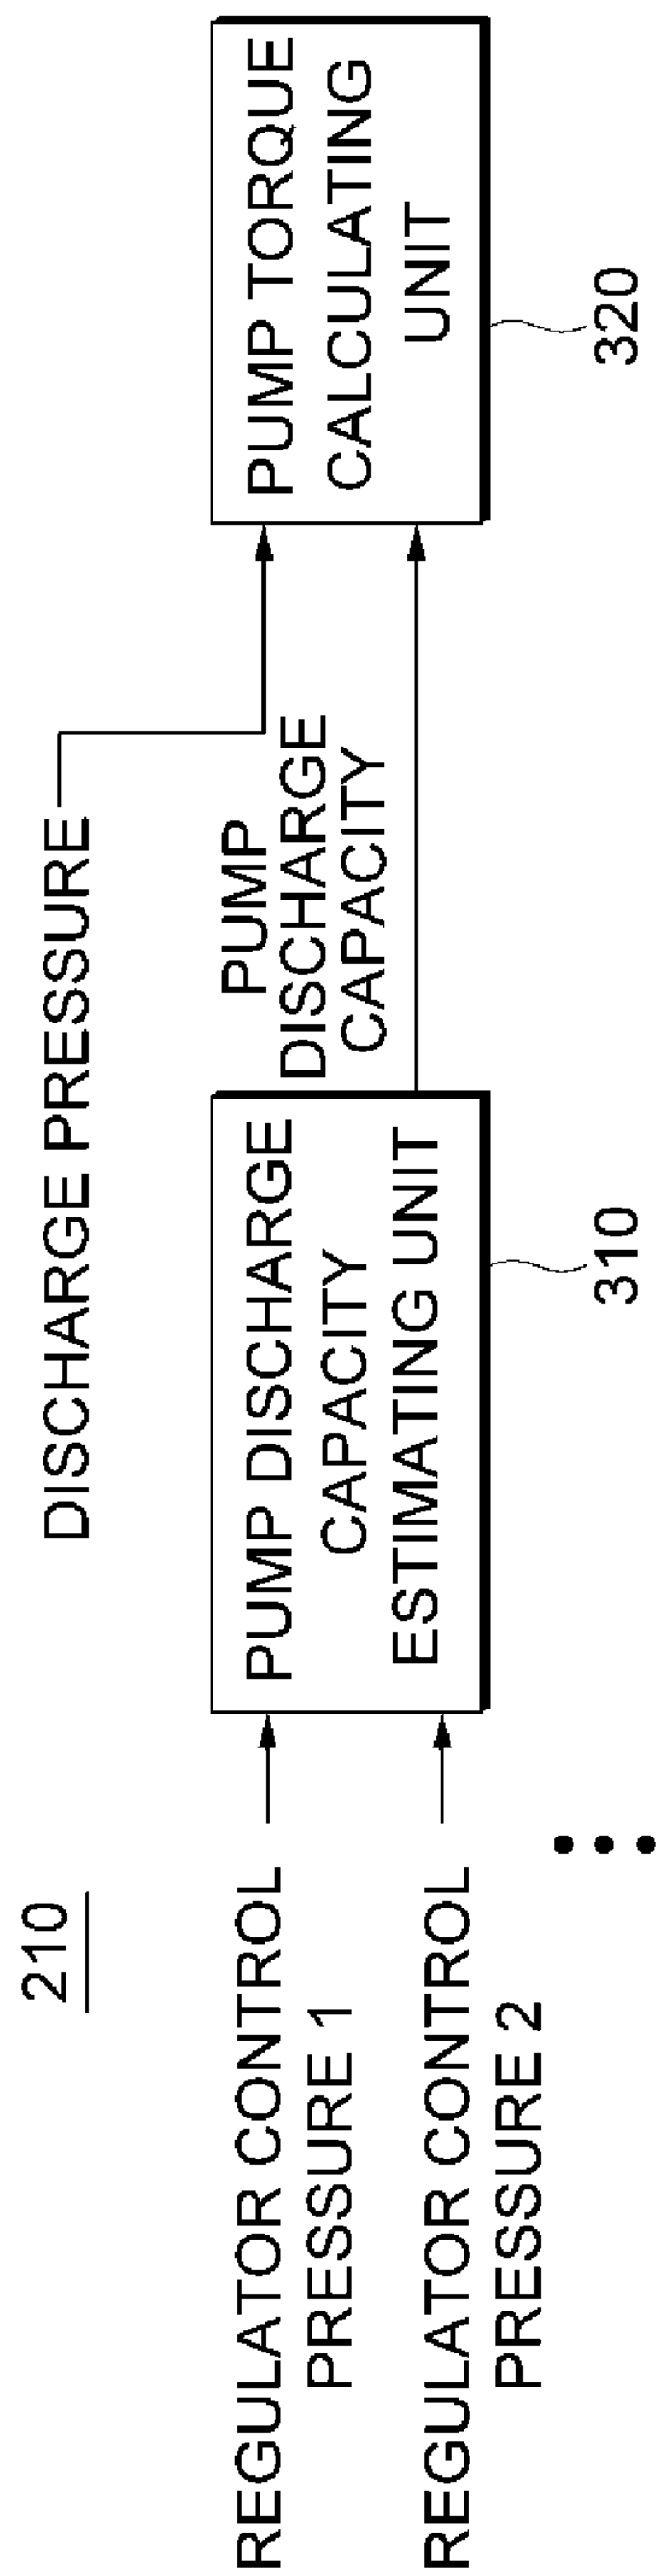 210
REGULATOR CONTROL
PRESSURE 1
REGULATOR CONTROL
PRESSURE 2
PUMP DISCHARGE
CAPACITY
ESTIMATING UNIT
310
DISCHARGE PRESSURE
PUMP
DISCHARGE
CAPACITY
PUMP TORQUE
CALCULATING
UNIT
320